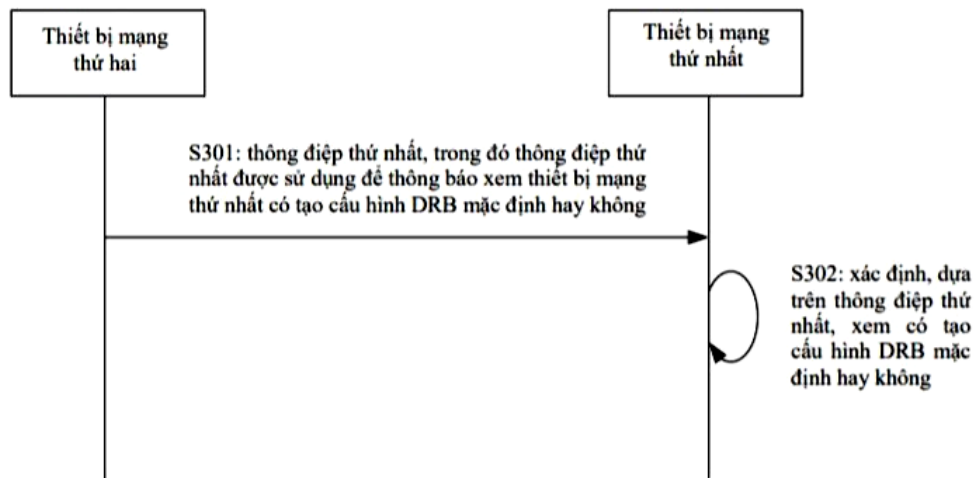 Thiết bị mạng
thứ hai
Thiết bị mạng
thứ nhất
S301: thông điệp thứ nhất, trong đó thông điệp thứ
nhất được sử dụng để thông báo xem thiết bị mạng
thứ nhất có tạo cấu hình DRB mặc định hay không
S302: xác định, dựa
trên thông điệp thứ
nhất, xem có tạo
cấu hình DRB mặc
định hay không